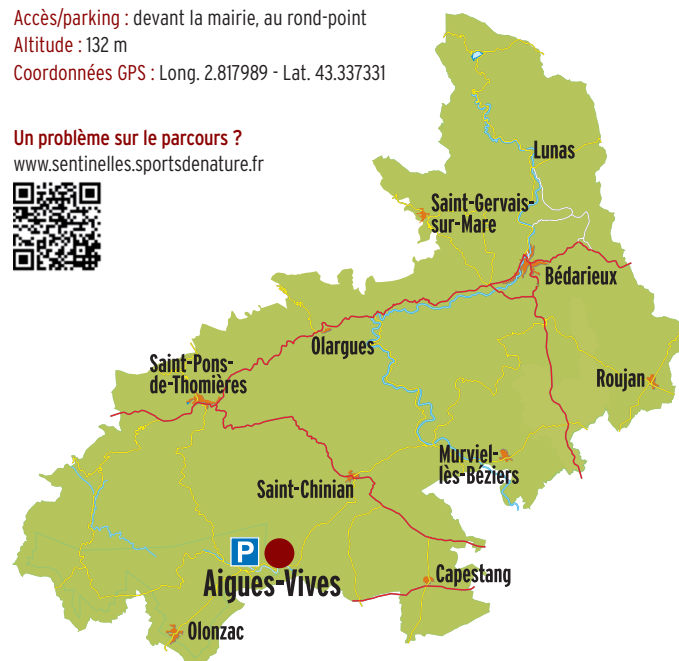 Accès/parking : devant la mairie, au rond-point
Altitude : 132 m
Coordonnées GPS : Long. 2.817989 - Lat. 43.337331
Un problème sur le parcours ?
www.sentinelles.sportsdenature.fr
Lunas
Saint-Gervais-
sur-Mare
Bédarieux
Olargues
Saint-Pons-
de-Thomières
Roujan
Murviel-
lès-Béziers
Saint-Chinian
P
Aigues-Vives
Capestang
Olonzac